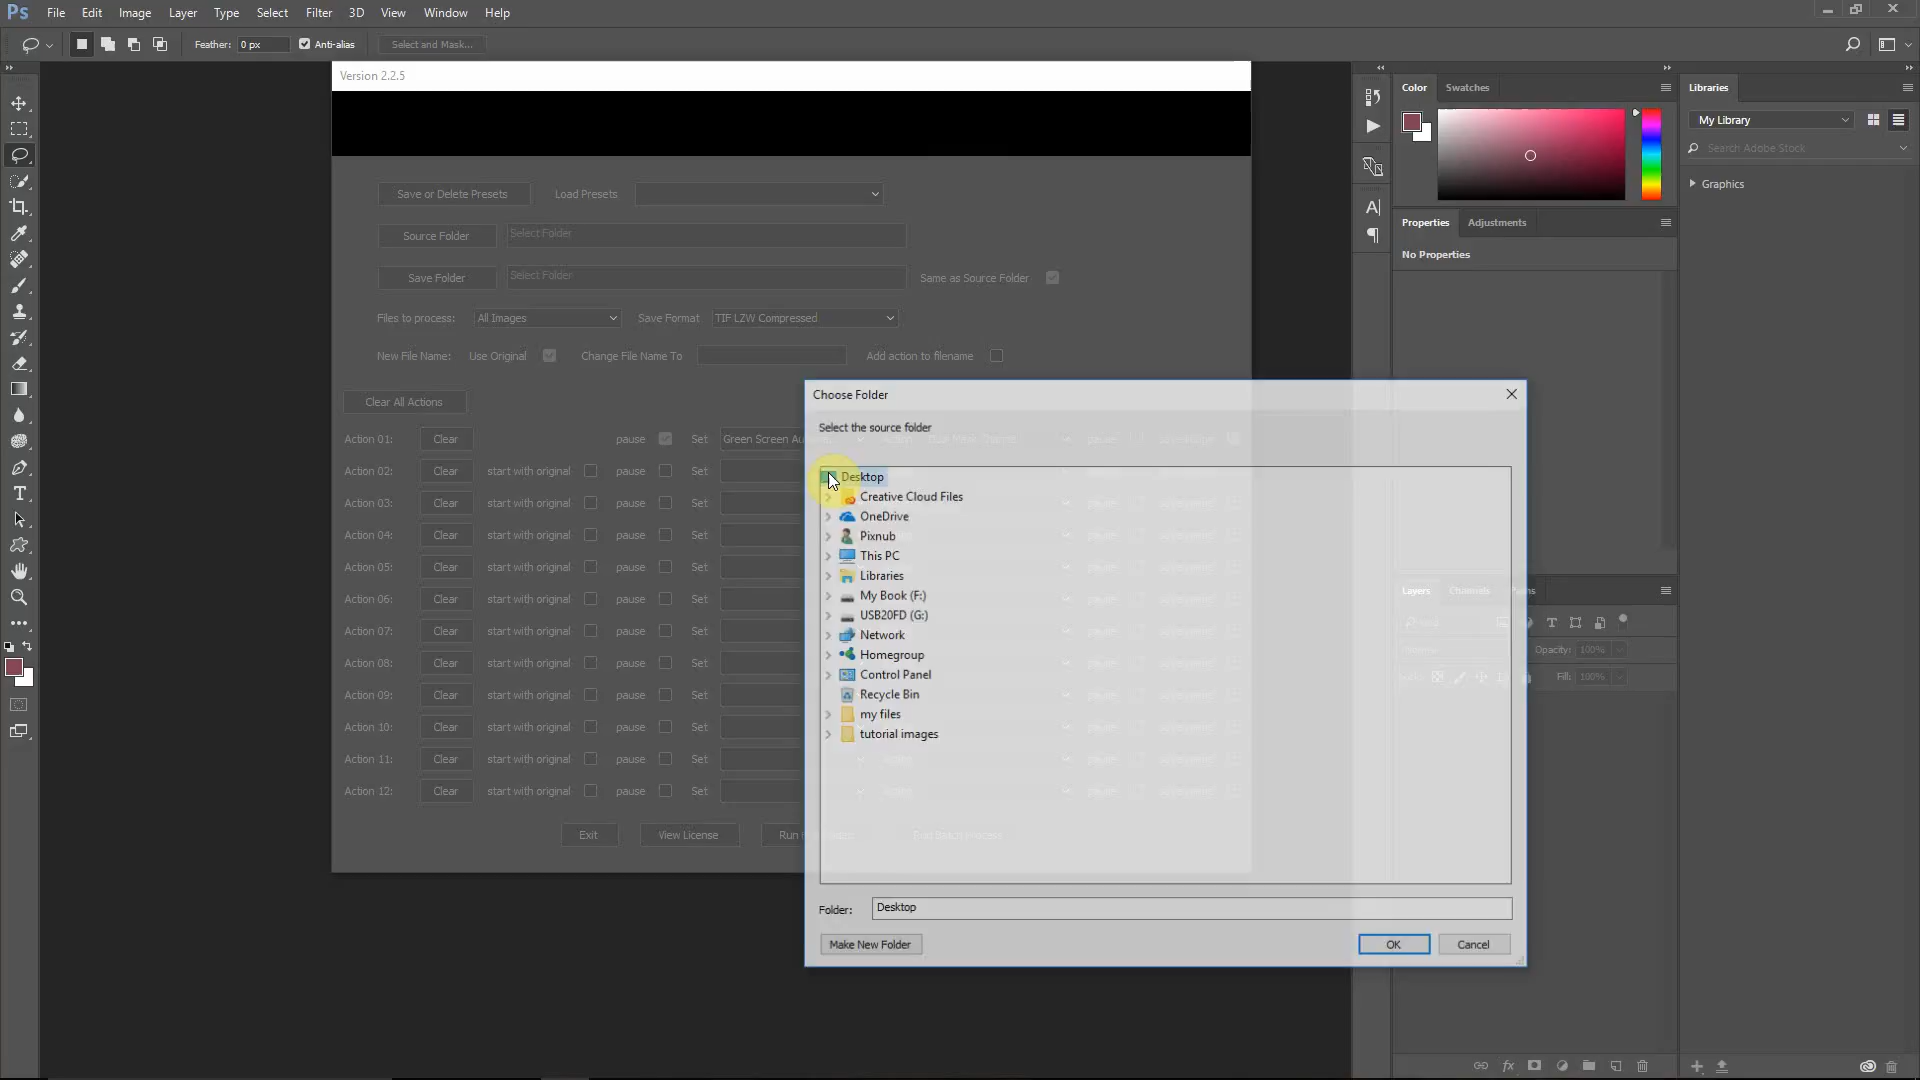 Ps File Edit Image Layer Type Select Filter 3D View Window Help
Feather: 0 px Anti-alias Select and Mask...
Version 2.2.5
Save or Delete Presets Load Presets
Source Folder Select Folder
Save Folder Select Folder Same as Source Folder
Files to process: All Images Save Format TIF LZW Compressed
New File Name: Use Original Change File Name To Add action to filename
Clear All Actions
Action 01: Clear pause Set Green Screen
Action 02: Clear start with original pause Set
Action 03: Clear start with original pause Set
Action 04: Clear start with original pause Set
Action 05: Clear start with original pause Set
Action 06: Clear start with original pause Set
Action 07: Clear start with original pause Set
Action 08: Clear start with original pause Set
Action 09: Clear start with original pause Set
Action 10: Clear start with original pause Set
Action 11: Clear start with original pause Set
Action 12: Clear start with original pause Set
Exit View License Run
Choose Folder
Select the source folder
Desktop
Creative Cloud Files
OneDrive
Pixnub
This PC
Libraries
My Book (F:)
USB20FD (G:)
Network
Homegroup
Control Panel
Recycle Bin
my files
tutorial images
Folder: Desktop
Make New Folder OK Cancel
Color Swatches
Properties Adjustments
No Properties
Layers Channels Paths
Opacity: 100%
Fill: 100%
Libraries
My Library
Search Adobe Stock
Graphics